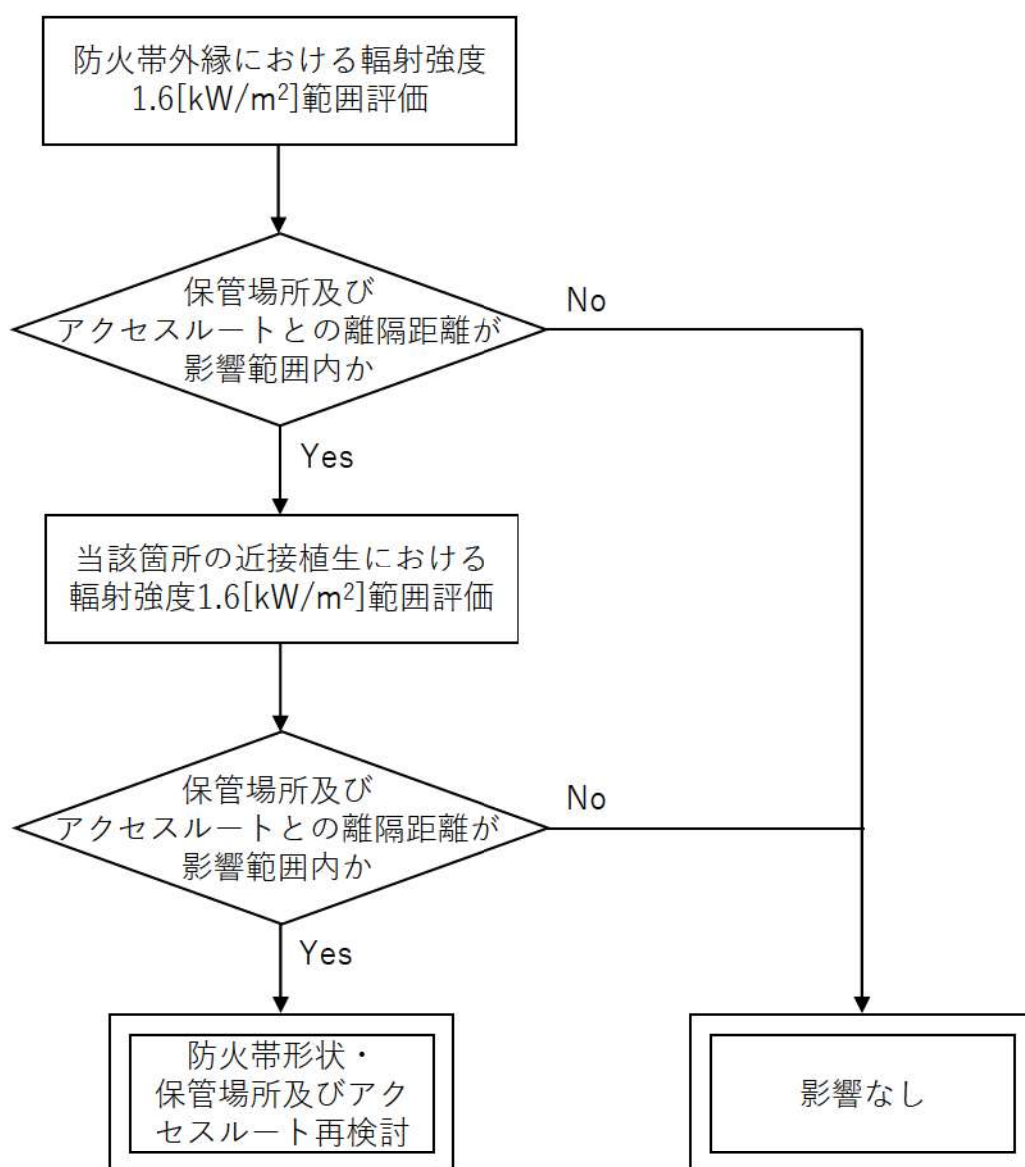 防火帯外縁における輻射強度
1.6[kW/m²]範囲評価
保管場所及び
アクセスルートとの離隔距離が
影響範囲内か
No
Yes
当該箇所の近接植生における
輻射強度1.6[kW/m²]範囲評価
保管場所及び
アクセスルートとの離隔距離が
影響範囲内か
No
Yes
防火帯形状・
保管場所及びアク
セスルート再検討
影響なし